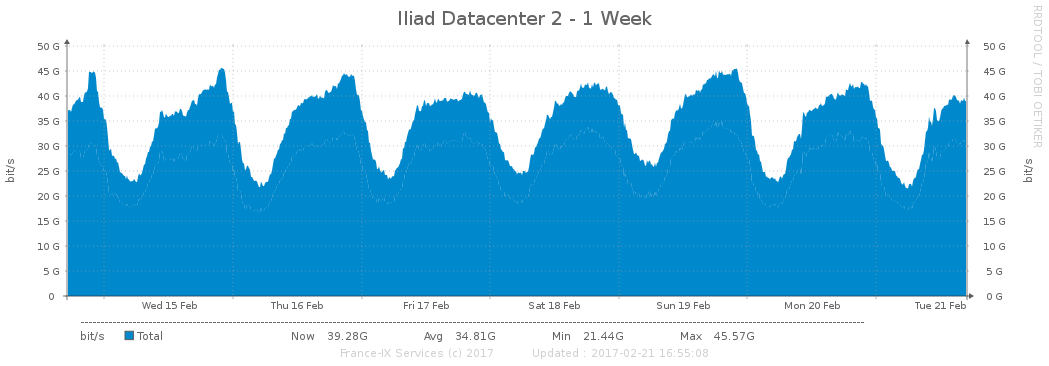 Iliad Datacenter 2 - 1 Week
RRDTOOL / TOBI OETIKER
50 G 50 G
45 G 45 G
40 G 40 G
35 G 35 G
30 G 30 G
25 G 25 G
20 G 20 G
15 G 15 G
10 G 10 G
5 G 5 G
0 0 G
bit/s
bit/s
Wed 15 Feb Thu 16 Feb Fri 17 Feb Sat 18 Feb Sun 19 Feb Mon 20 Feb Tue 21 Feb
bit/s Total Now 39.28G Avg 34.81G Min 21.44G Max 45.57G
France-IX Services (c) 2017 Updated : 2017-02-21 16:55:08